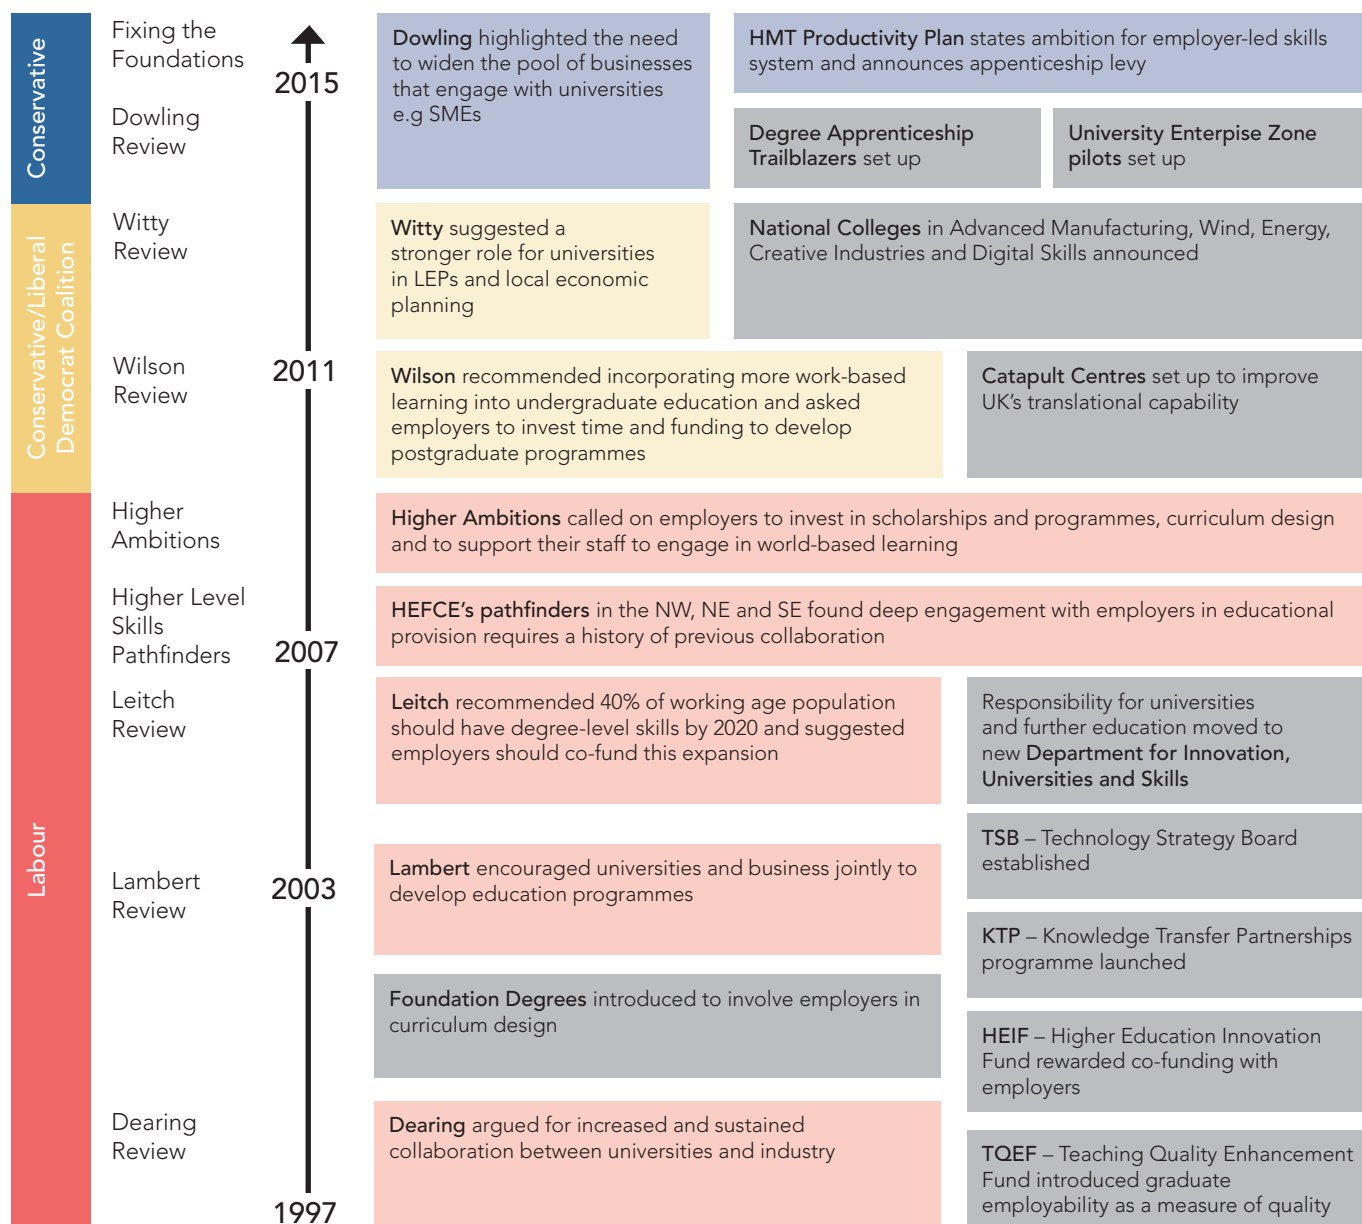 Conservative
Fixing the
Foundations
2015
Dowling
Review
Dowling highlighted the need
to widen the pool of businesses
that engage with universities
e.g SMEs
HMT Productivity Plan states ambition for employer-led skills
system and announces appenticeship levy
Degree Apprenticeship
Trailblazers set up
University Enterpise Zone
pilots set up
Conservative/Liberal
Democrat Coalition
Witty
Review
Witty suggested a
stronger role for universities
in LEPs and local economic
planning
National Colleges in Advanced Manufacturing, Wind, Energy,
Creative Industries and Digital Skills announced
Wilson
Review
2011
Wilson recommended incorporating more work-based
learning into undergraduate education and asked
employers to invest time and funding to develop
postgraduate programmes
Catapult Centres set up to improve
UK's translational capability
Labour
Higher
Ambitions
Higher Ambitions called on employers to invest in scholarships and programmes, curriculum design
and to support their staff to engage in world-based learning
Higher Level
Skills
Pathfinders
2007
HEFCE's pathfinders in the NW, NE and SE found deep engagement with employers in educational
provision requires a history of previous collaboration
Leitch
Review
Leitch recommended 40% of working age population
should have degree-level skills by 2020 and suggested
employers should co-fund this expansion
Responsibility for universities
and further education moved to
new Department for Innovation,
Universities and Skills
TSB – Technology Strategy Board
established
Lambert
Review
2003
Lambert encouraged universities and business jointly to
develop education programmes
KTP – Knowledge Transfer Partnerships
programme launched
Foundation Degrees introduced to involve employers in
curriculum design
HEIF – Higher Education Innovation
Fund rewarded co-funding with
employers
Dearing
Review
1997
Dearing argued for increased and sustained
collaboration between universities and industry
TQEF – Teaching Quality Enhancement
Fund introduced graduate
employability as a measure of quality